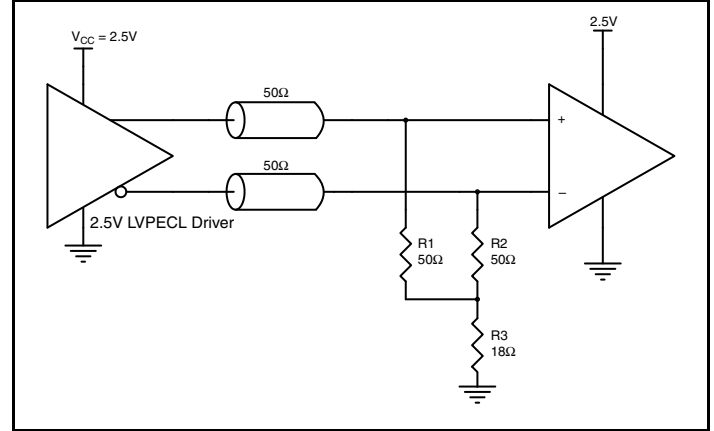 V_CC = 2.5V
2.5V
50Ω
+
50Ω
–
2.5V LVPECL Driver
R1
50Ω
R2
50Ω
R3
18Ω